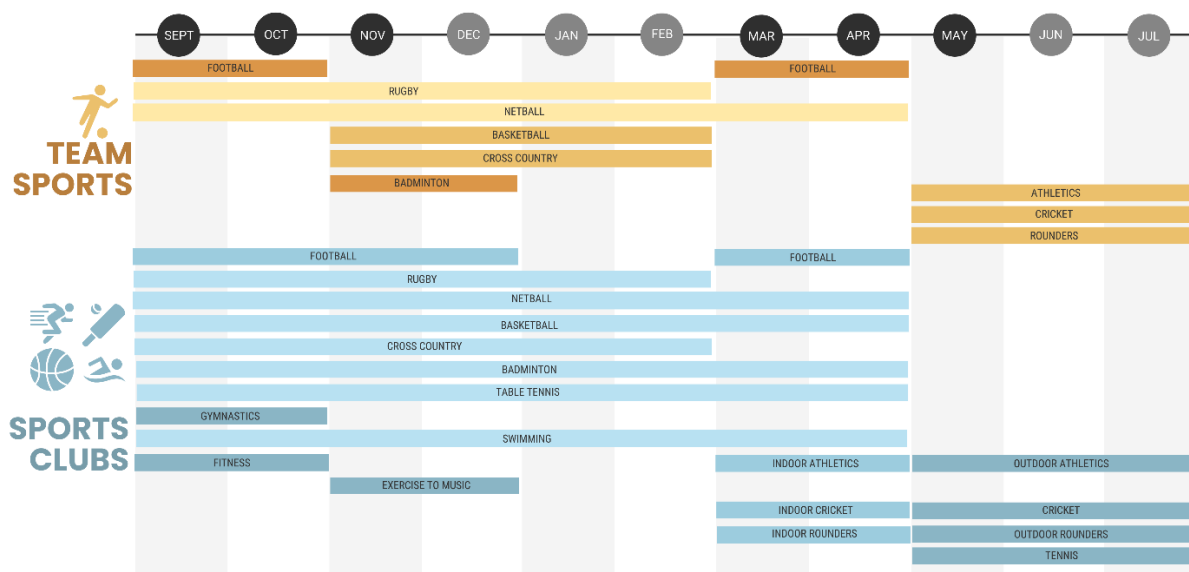 SEPT OCT NOV DEC JAN FEB MAR APR MAY JUN JUL
FOOTBALL FOOTBALL
RUGBY
NETBALL
BASKETBALL
CROSS COUNTRY
BADMINTON
TEAM
SPORTS
ATHLETICS
CRICKET
ROUNDERS
FOOTBALL FOOTBALL
RUGBY
NETBALL
BASKETBALL
CROSS COUNTRY
BADMINTON
TABLE TENNIS
GYMNASTICS
SWIMMING
SPORTS
CLUBS
FITNESS INDOOR ATHLETICS OUTDOOR ATHLETICS
EXERCISE TO MUSIC
INDOOR CRICKET CRICKET
INDOOR ROUNDERS OUTDOOR ROUNDERS
TENNIS